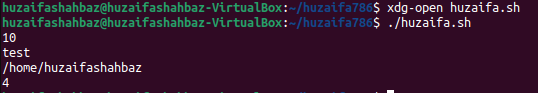 huzaifashahbaz@huzaifashahbaz-VirtualBox:~/huzaifa786$ xdg-open huzaifa.sh
huzaifashahbaz@huzaifashahbaz-VirtualBox:~/huzaifa786$ ./huzaifa.sh
10
test
/home/huzaifashahbaz
4